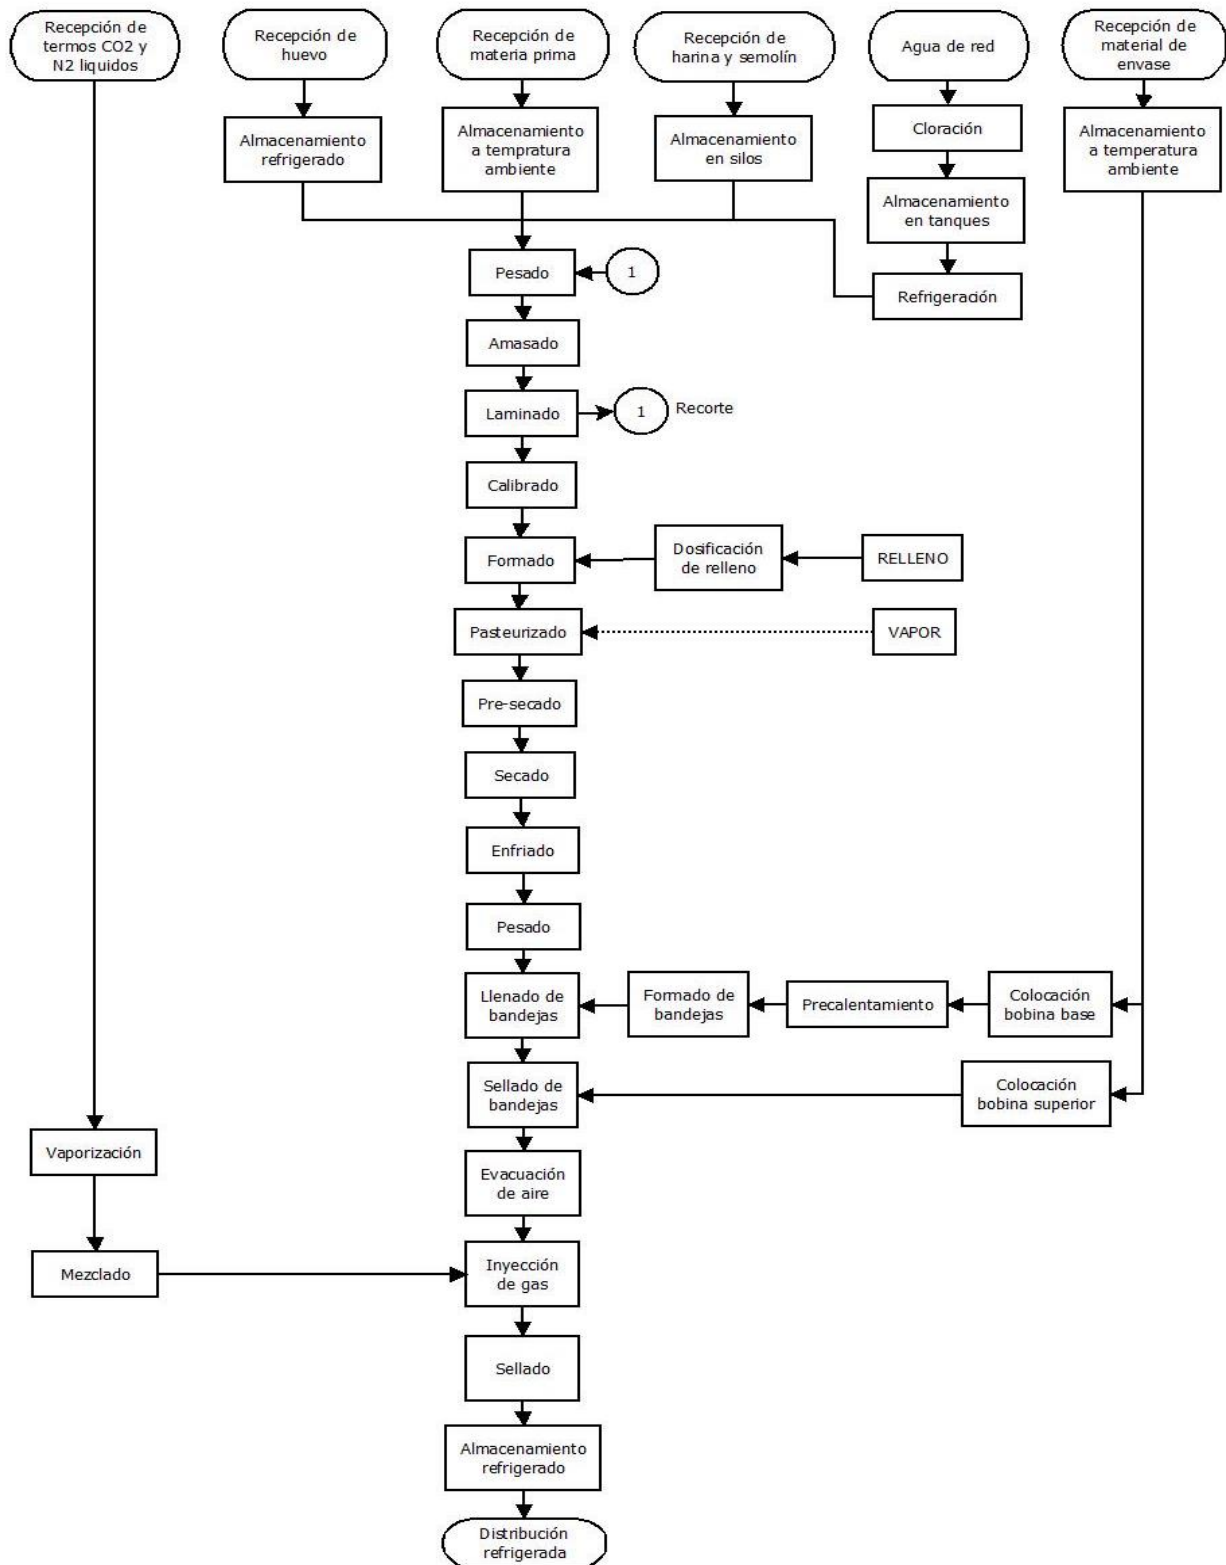 Recepción de
termos CO2 y
N2 liquidos
Recepción de
huevo
Recepción de
materia prima
Recepción de
harina y semolín
Agua de red
Recepción de
material de
envase
Almacenamiento
refrigerado
Almacenamiento
a tempratura
ambiente
Almacenamiento
en silos
Cloración
Almacenamiento
a temperatura
ambiente
Almacenamiento
en tanques
Pesado
1
Refrigeración
Amasado
Laminado
1
Recorte
Calibrado
Formado
Dosificación
de relleno
RELLENO
Pasteurizado
VAPOR
Pre-secado
Secado
Enfriado
Pesado
Llenado de
bandejas
Formado de
bandejas
Precalentamiento
Colocación
bobina base
Sellado de
bandejas
Colocación
bobina superior
Vaporización
Evacuación
de aire
Mezclado
Inyección
de gas
Sellado
Almacenamiento
refrigerado
Distribución
refrigerada